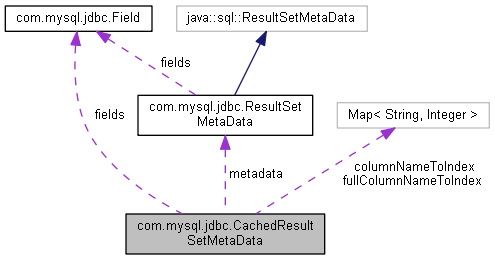 com.mysql.jdbc.Field
java::sql::ResultSetMetaData
fields
fields
com.mysql.jdbc.ResultSet
MetaData
Map< String, Integer >
metadata
columnNameToIndex
fullColumnNameToIndex
com.mysql.jdbc.CachedResult
SetMetaData